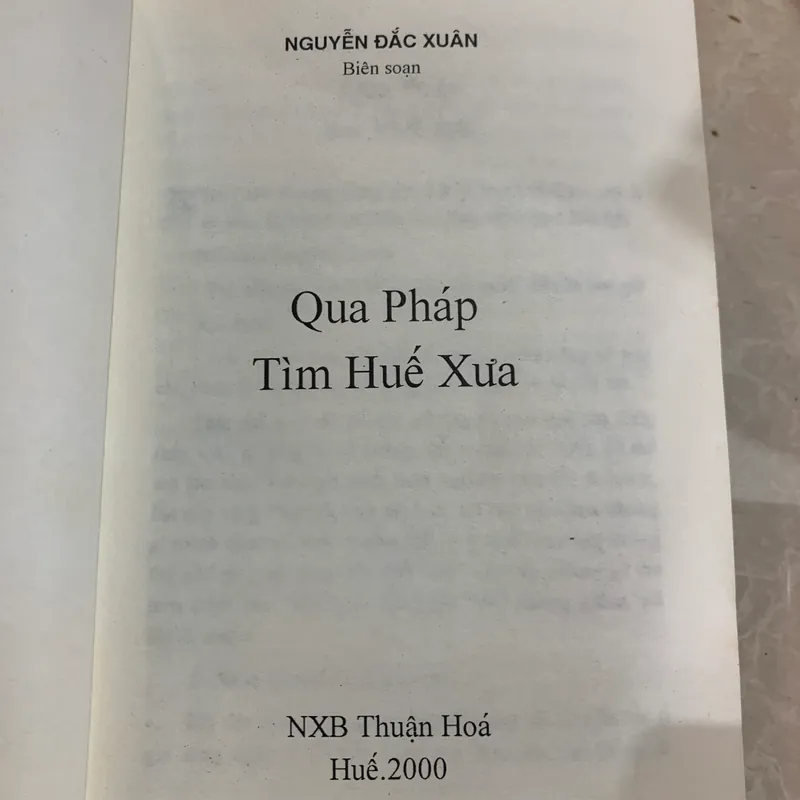 NGUYỄN ĐẮC XUÂN
Biên soạn
Qua Pháp
Tìm Huế Xưa
NXB Thuận Hoá
Huế.2000